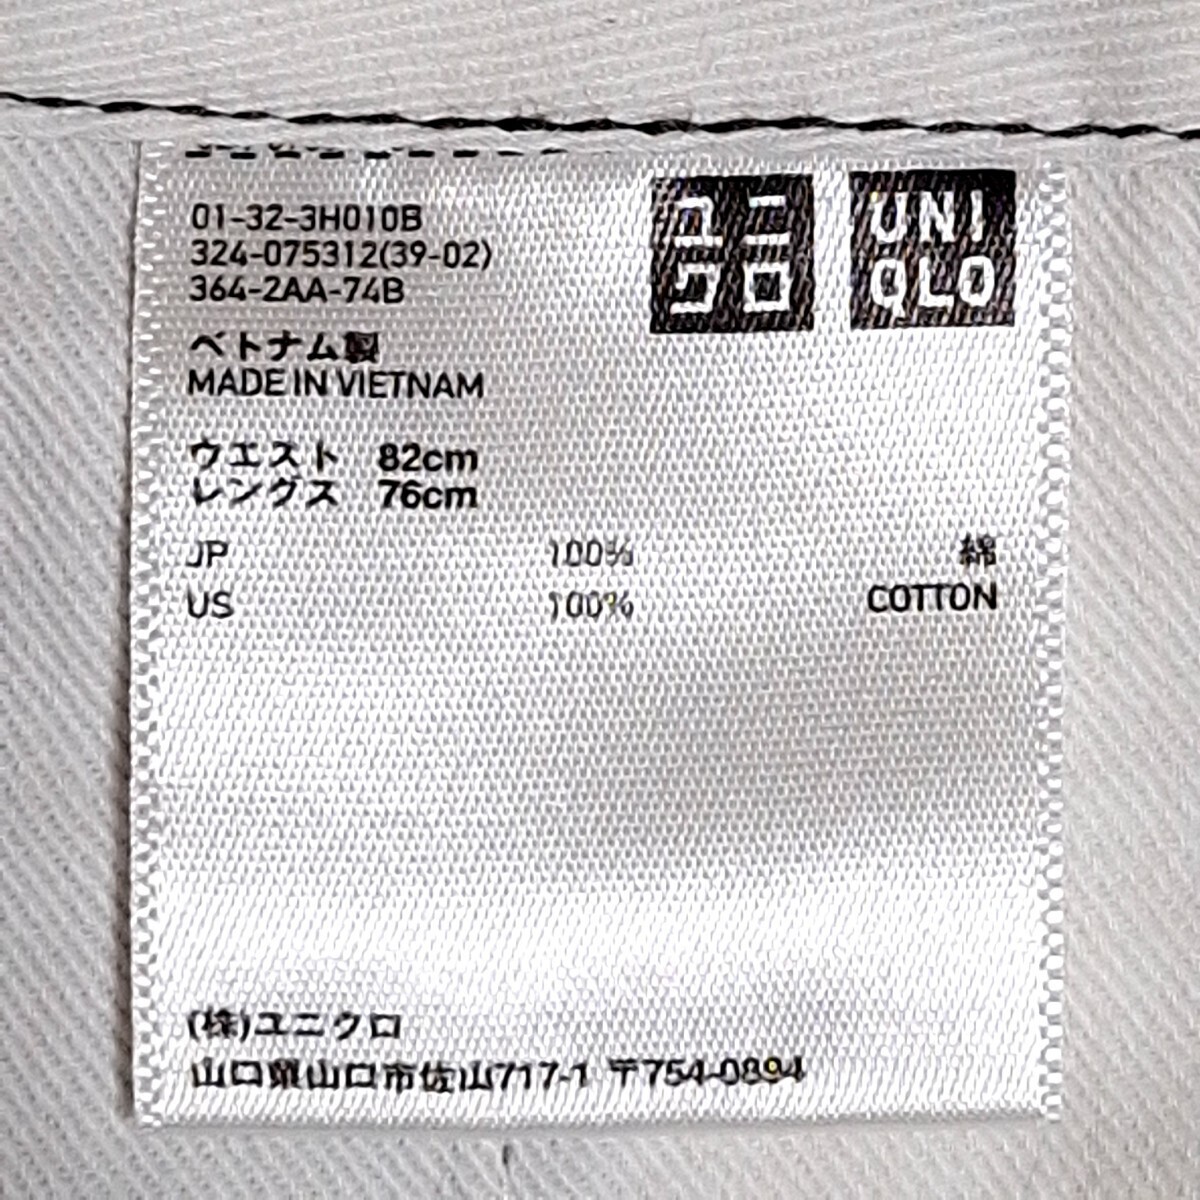 ユニ
クロ
UNI
QLO
01-32-3H010B
324-075312(39-02)
364-2AA-74B
ベトナム製
MADE IN VIETNAM
ウエスト 82cm
レングス 76cm
JP 100% 綿
US 100% COTTON
(株)ユニクロ
山口県山口市佐山717-1 〒754-0894